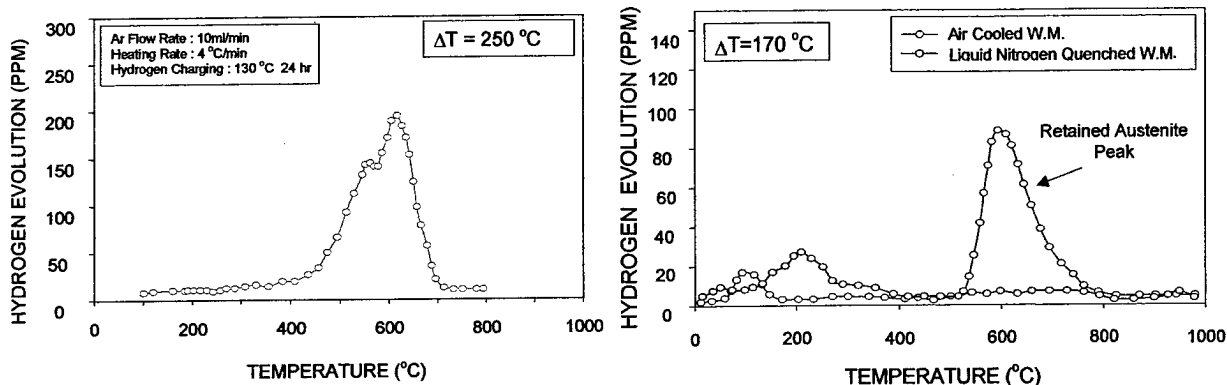 HYDROGEN EVOLUTION (PPM)
300
250
200
150
100
50
0
Ar Flow Rate : 10ml/min
Heating Rate : 4 °C/min
Hydrogen Charging : 130 °C 24 hr
ΔT = 250 °C
0 200 400 600 800 1000
TEMPERATURE (°C)
HYDROGEN EVOLUTION (PPM)
140
120
100
80
60
40
20
0
ΔT=170 °C
Air Cooled W.M.
Liquid Nitrogen Quenched W.M.
Retained Austenite
Peak
0 200 400 600 800 1000
TEMPERATURE (°C)